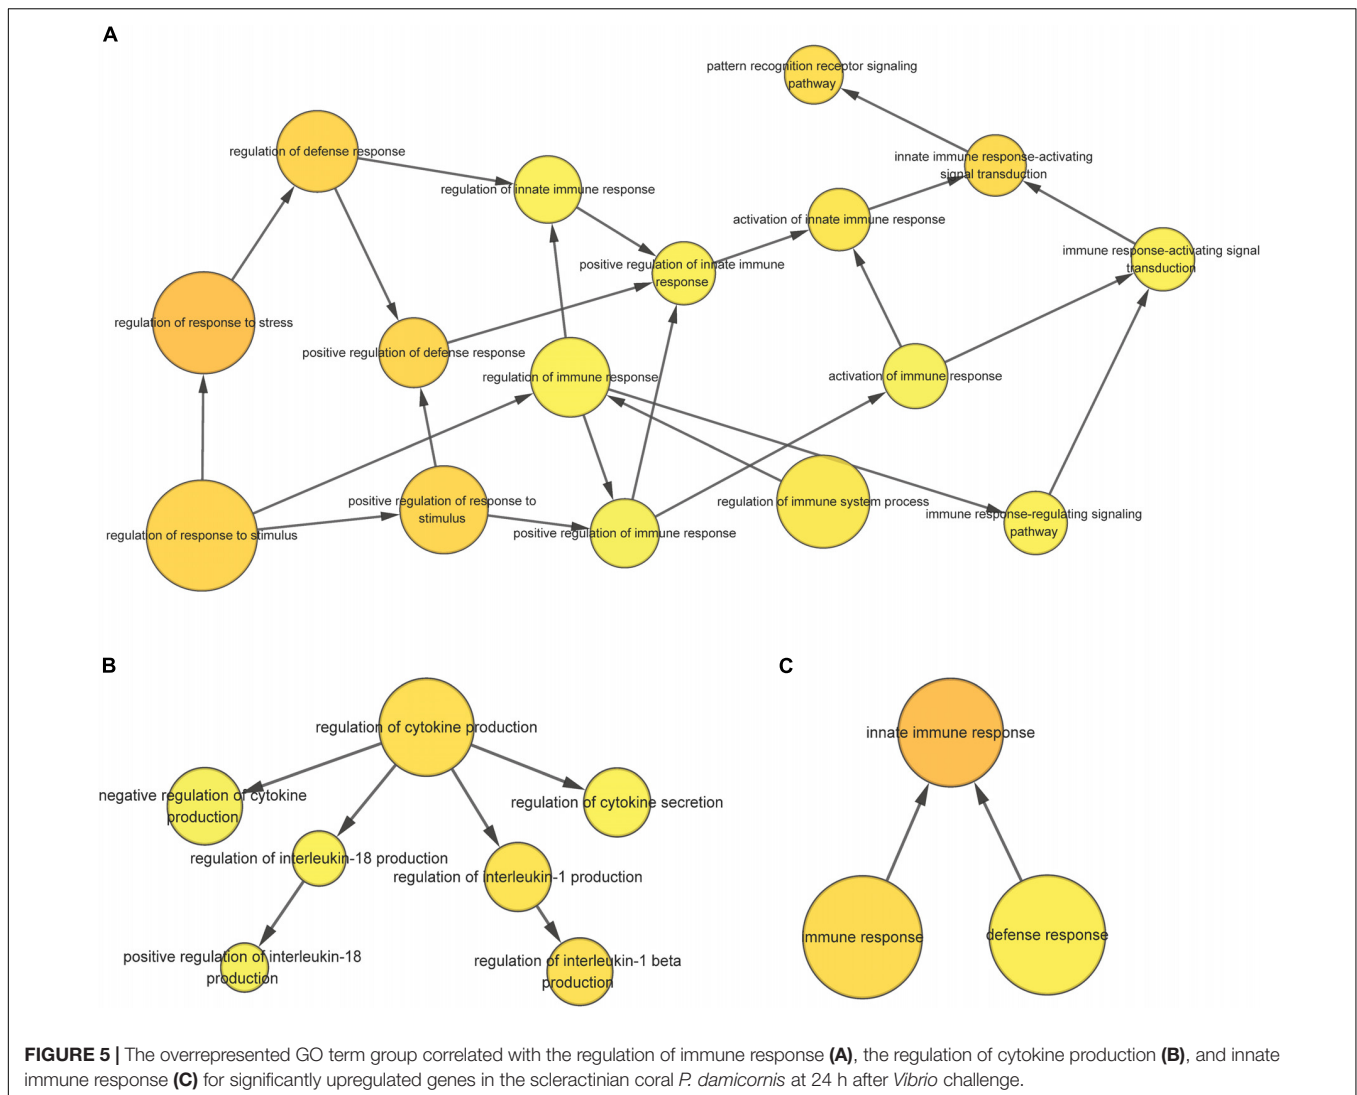 A
pattern recognition receptor signaling
pathway
regulation of defense response
innate immune response-activating
signal transduction
regulation of innate immune response
activation of innate immune response
positive regulation of innate immune
response
immune response-activating signal
transduction
regulation of response to stress
positive regulation of defense response
regulation of immune response
activation of immune response
positive regulation of response to
stimulus
regulation of immune system process
regulation of response to stimulus
positive regulation of immune response
immune response-regulating signaling
pathway
B
regulation of cytokine production
negative regulation of cytokine
production
regulation of cytokine secretion
regulation of interleukin-18 production
regulation of interleukin-1 production
positive regulation of interleukin-18
production
regulation of interleukin-1 beta
production
C
innate immune response
immune response
defense response
FIGURE 5 | The overrepresented GO term group correlated with the regulation of immune response (A), the regulation of cytokine production (B), and innate
immune response (C) for significantly upregulated genes in the scleractinian coral P. damicornis at 24 h after Vibrio challenge.